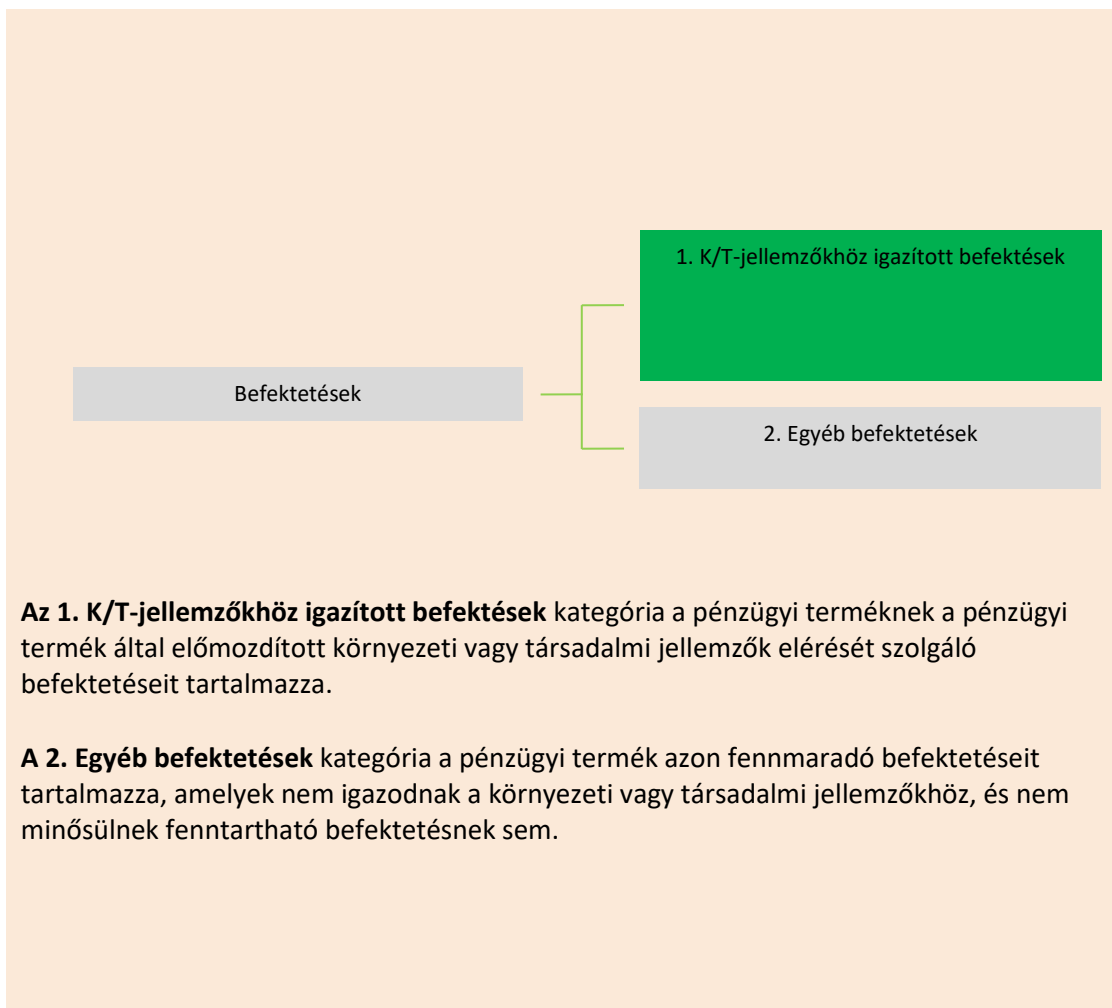 1. K/T-jellemzőkhöz igazított befektések
Befektetések
2. Egyéb befektetések
Az 1. K/T-jellemzőkhöz igazított befektések kategória a pénzügyi terméknek a pénzügyi
termék által előmozdított környezeti vagy társadalmi jellemzők elérését szolgáló
befektetéseit tartalmazza.
A 2. Egyéb befektetések kategória a pénzügyi termék azon fennmaradó befektetéseit
tartalmazza, amelyek nem igazodnak a környezeti vagy társadalmi jellemzőkhöz, és nem
minősülnek fenntartható befektetésnek sem.